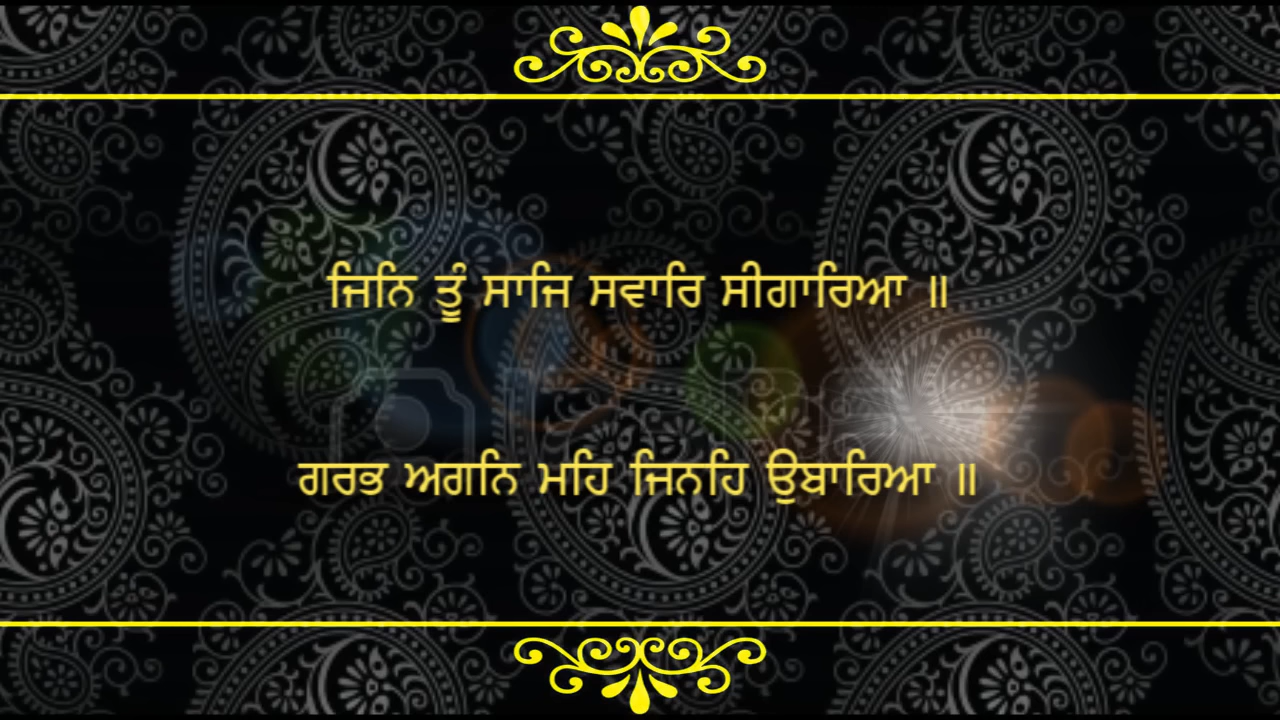 ਜਿਨਿ ਤੂੰ ਸਾਜਿ ਸਵਾਰਿ ਸੀਗਾਰਿਆ ॥
ਗਰਭ ਅਗਨਿ ਮਹਿ ਜਿਨਹਿ ਉਬਾਰਿਆ ॥